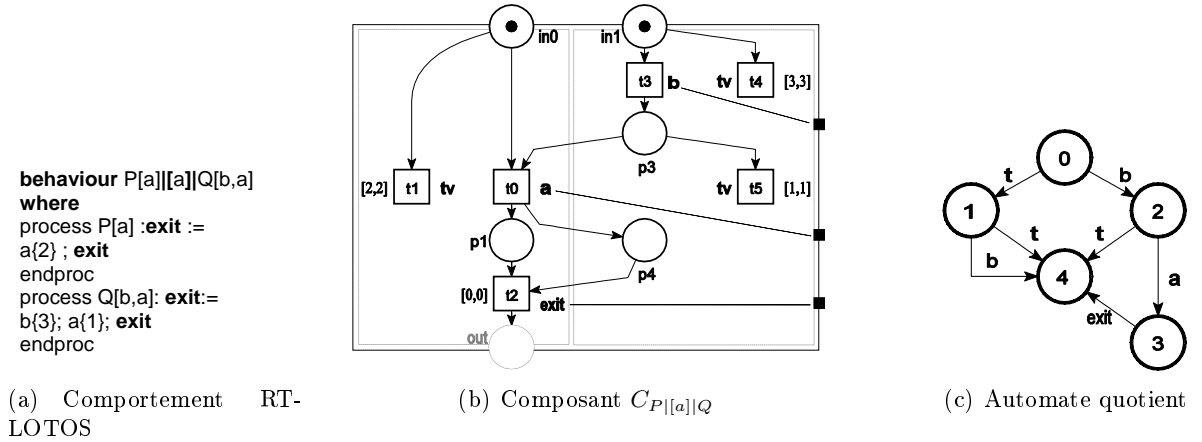 behaviour P[a]|[a]|Q[b,a]
where
process P[a] :exit :=
a{2} ; exit
endproc
process Q[b,a]: exit:=
b{3}; a{1}; exit
endproc
(a) Comportement RT-
LOTOS
in0
in1
t3
b
tv
t4
[3,3]
p3
[2,2]
t1
tv
t0
a
tv
t5
[1,1]
p1
p4
[0,0]
t2
exit
out
(b) Composant C_{P|[a]|Q}
0
t
b
1
2
t
t
b
4
a
exit
3
(c) Automate quotient